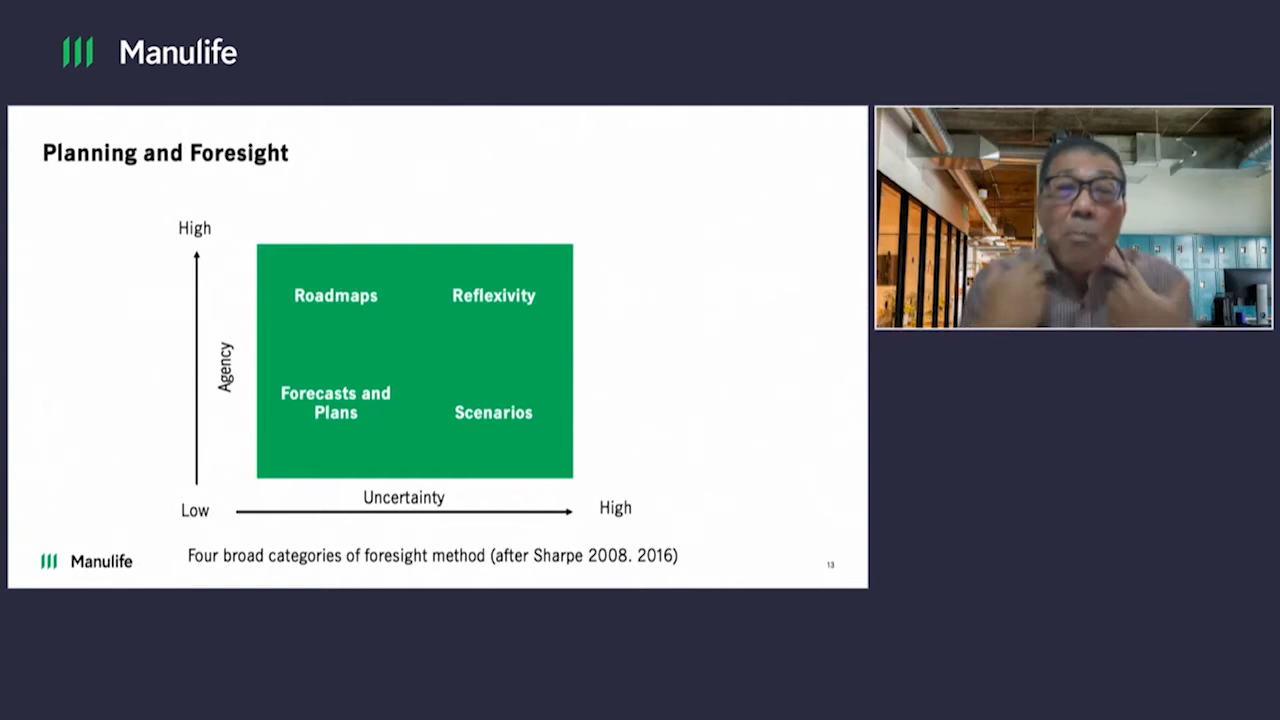 Manulife
Planning and Foresight
High
Roadmaps
Reflexivity
Agency
Forecasts and
Plans
Scenarios
Uncertainty
Low
High
Four broad categories of foresight method (after Sharpe 2008. 2016)
Manulife
13